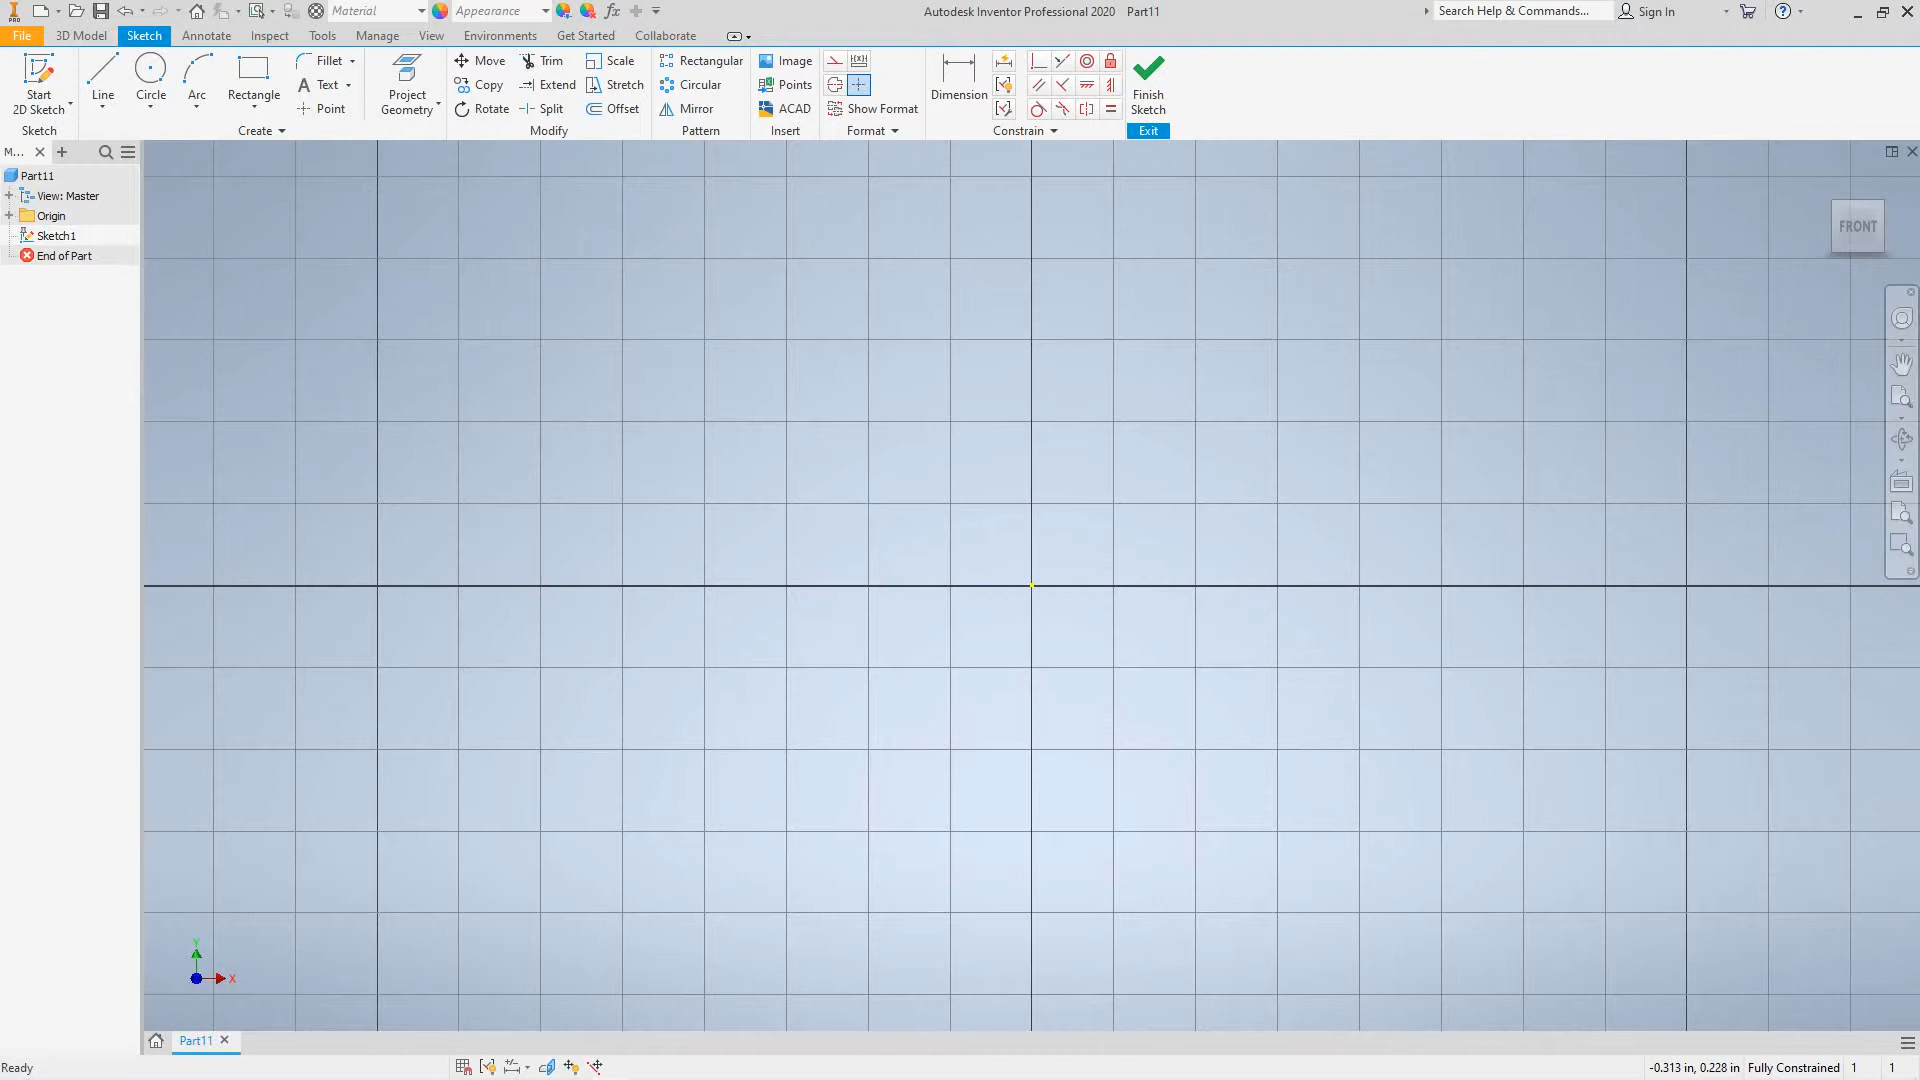 PRO Material Appearance fx Autodesk Inventor Professional 2020 Part11 Search Help & Commands... Sign In
File 3D Model Sketch Annotate Inspect Tools Manage View Environments Get Started Collaborate
Start 2D Sketch Line Circle Arc Rectangle Fillet Text Point Project Geometry
Move Trim Scale
Copy Extend Stretch
Rotate Split Offset
Rectangular
Circular
Mirror
Image
Points
ACAD
Show Format
Dimension
Finish Sketch
Sketch Create Modify Pattern Insert Format Constrain Exit
M...
Part11
View: Master
Origin
Sketch1
End of Part
FRONT
Y
X
Part11
Ready -0.313 in, 0.228 in Fully Constrained 1 1